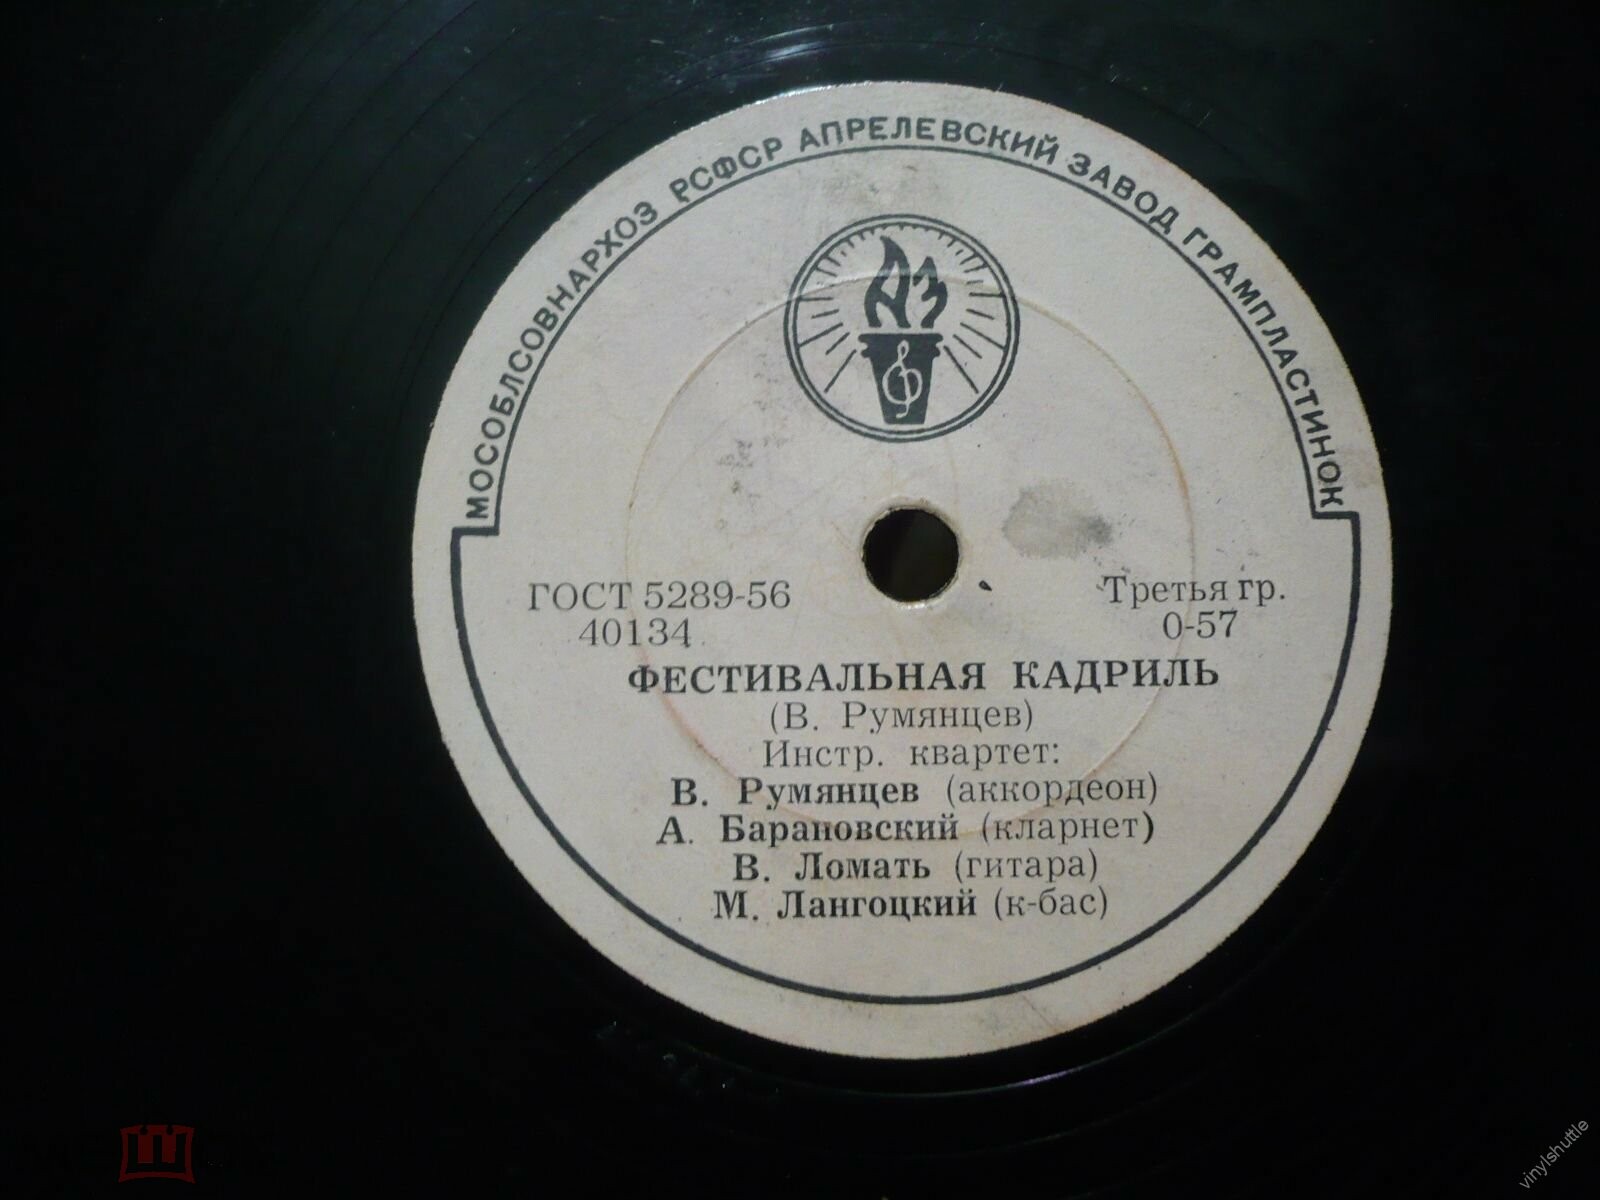 МОСОБЛСОВНАРХОЗ РСФСР АПРЕЛЕВСКИЙ ЗАВОД ГРАМПЛАСТИНОК
АЗ
ГОСТ 5289-56
40134
Третья гр.
0-57
ФЕСТИВАЛЬНАЯ КАДРИЛЬ
(В. Румянцев)
Инстр. квартет:
В. Румянцев (аккордеон)
А. Барановский (кларнет)
В. Ломать (гитара)
М. Лангоцкий (к-бас)
vinylshuttle